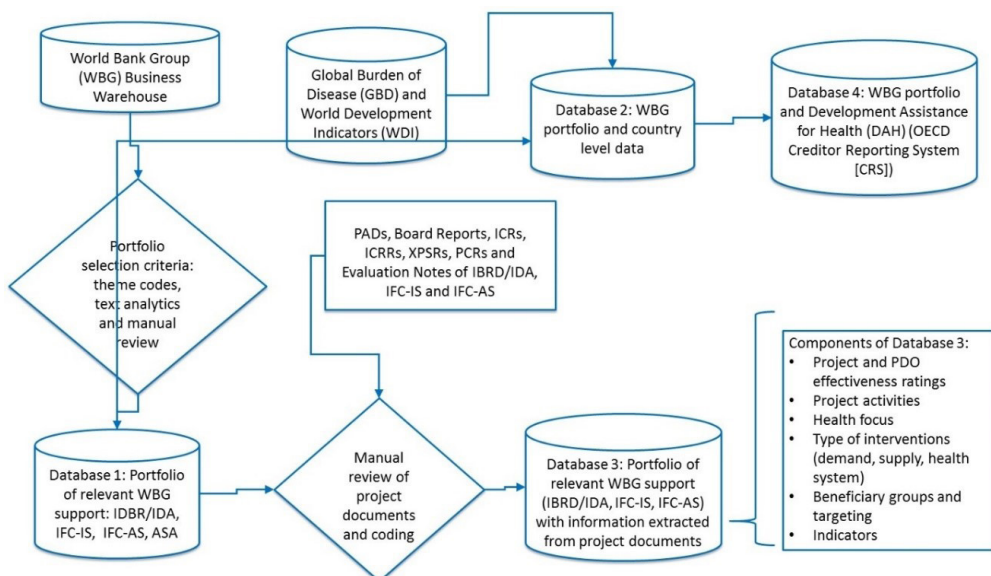 World Bank Group
(WBG) Business
Warehouse
Global Burden of
Disease (GBD) and
World Development
Indicators (WDI)
Database 2: WBG
portfolio and country
level data
Database 4: WBG portfolio
and Development Assistance
for Health (DAH) (OECD
Creditor Reporting System
[CRS])
Portfolio
selection criteria:
theme codes,
text analytics
and manual
review
PADs, Board Reports, ICRs,
ICRRs, XPSRs, PCRs and
Evaluation Notes of IBRD/IDA,
IFC-IS and IFC-AS
Database 1: Portfolio
of relevant WBG
support: IDBR/IDA,
IFC-IS, IFC-AS, ASA
Manual
review of
project
documents
and coding
Database 3: Portfolio of
relevant WBG support
(IBRD/IDA, IFC-IS, IFC-AS)
with information extracted
from project documents
Components of Database 3:
• Project and PDO
effectiveness ratings
• Project activities
• Health focus
• Type of interventions
(demand, supply, health
system)
• Beneficiary groups and
targeting
• Indicators